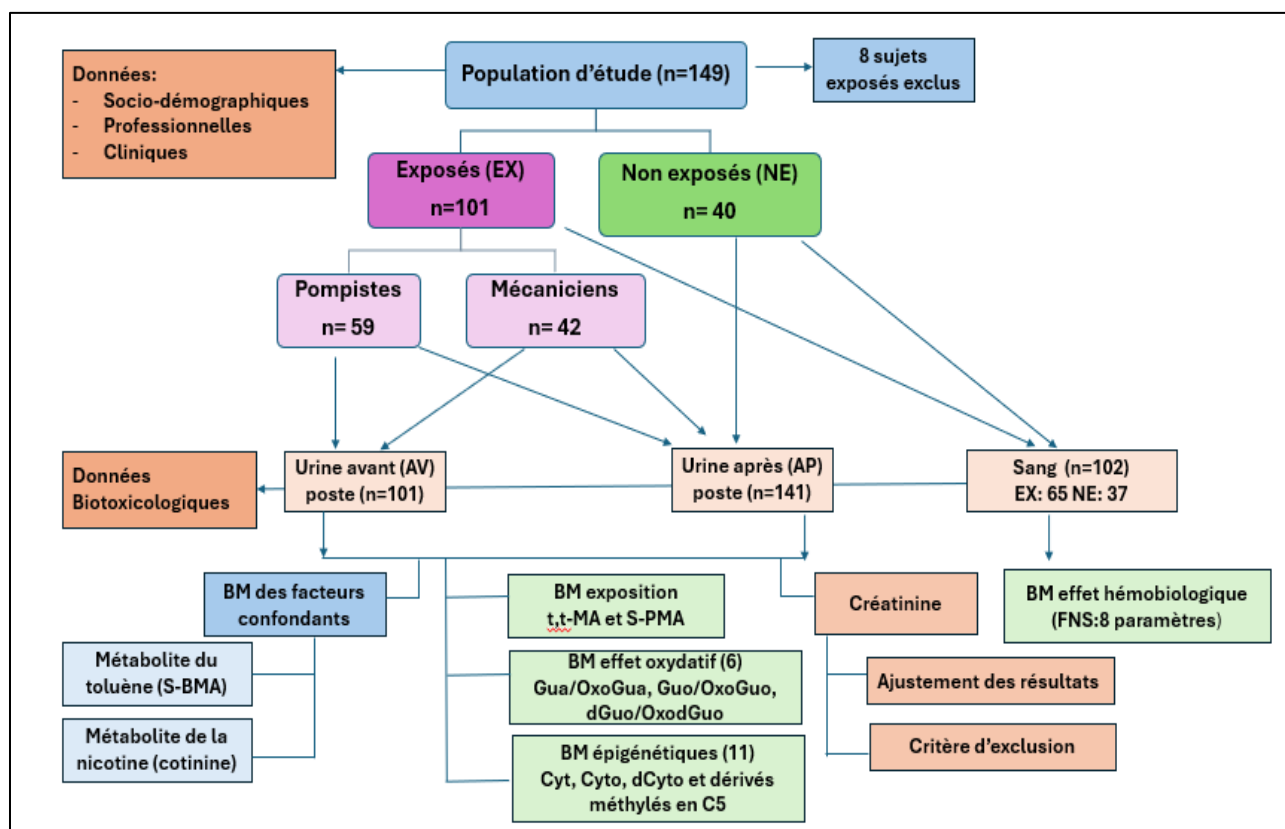 Données:
- Socio-démographiques
- Professionnelles
- Cliniques
Population d'étude (n=149)
8 sujets
exposés exclus
Exposés (EX)
n=101
Non exposés (NE)
n= 40
Pompistes
n= 59
Mécaniciens
n= 42
Données
Biotoxicologiques
Urine avant (AV)
poste (n=101)
Urine après (AP)
poste (n=141)
Sang (n=102)
EX: 65 NE: 37
BM des facteurs
confondants
Métabolite du
toluène (S-BMA)
Métabolite de la
nicotine (cotinine)
BM exposition
t,t-MA et S-PMA
BM effet oxydatif (6)
Gua/OxoGua, Guo/OxoGuo,
dGuo/OxodGuo
BM épigénétiques (11)
Cyt, Cyto, dCyto et dérivés
méthylés en C5
Créatinine
Ajustement des résultats
Critère d'exclusion
BM effet hémobiologique
(FNS:8 paramètres)